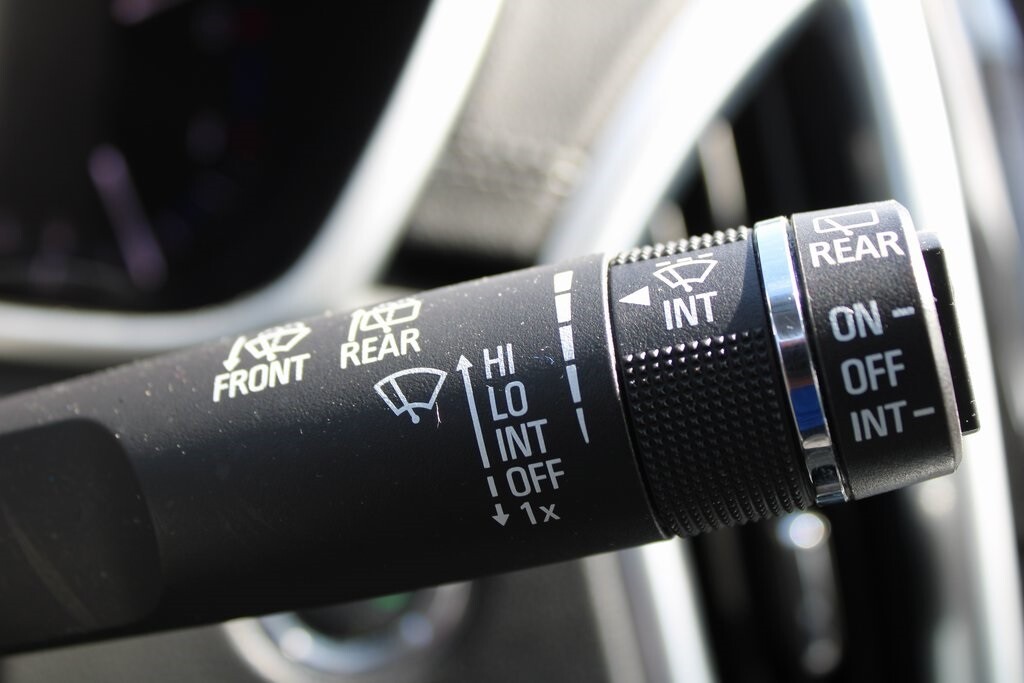 FRONT
REAR
HI
LO
INT
OFF
1x
INT
REAR
ON
OFF
INT